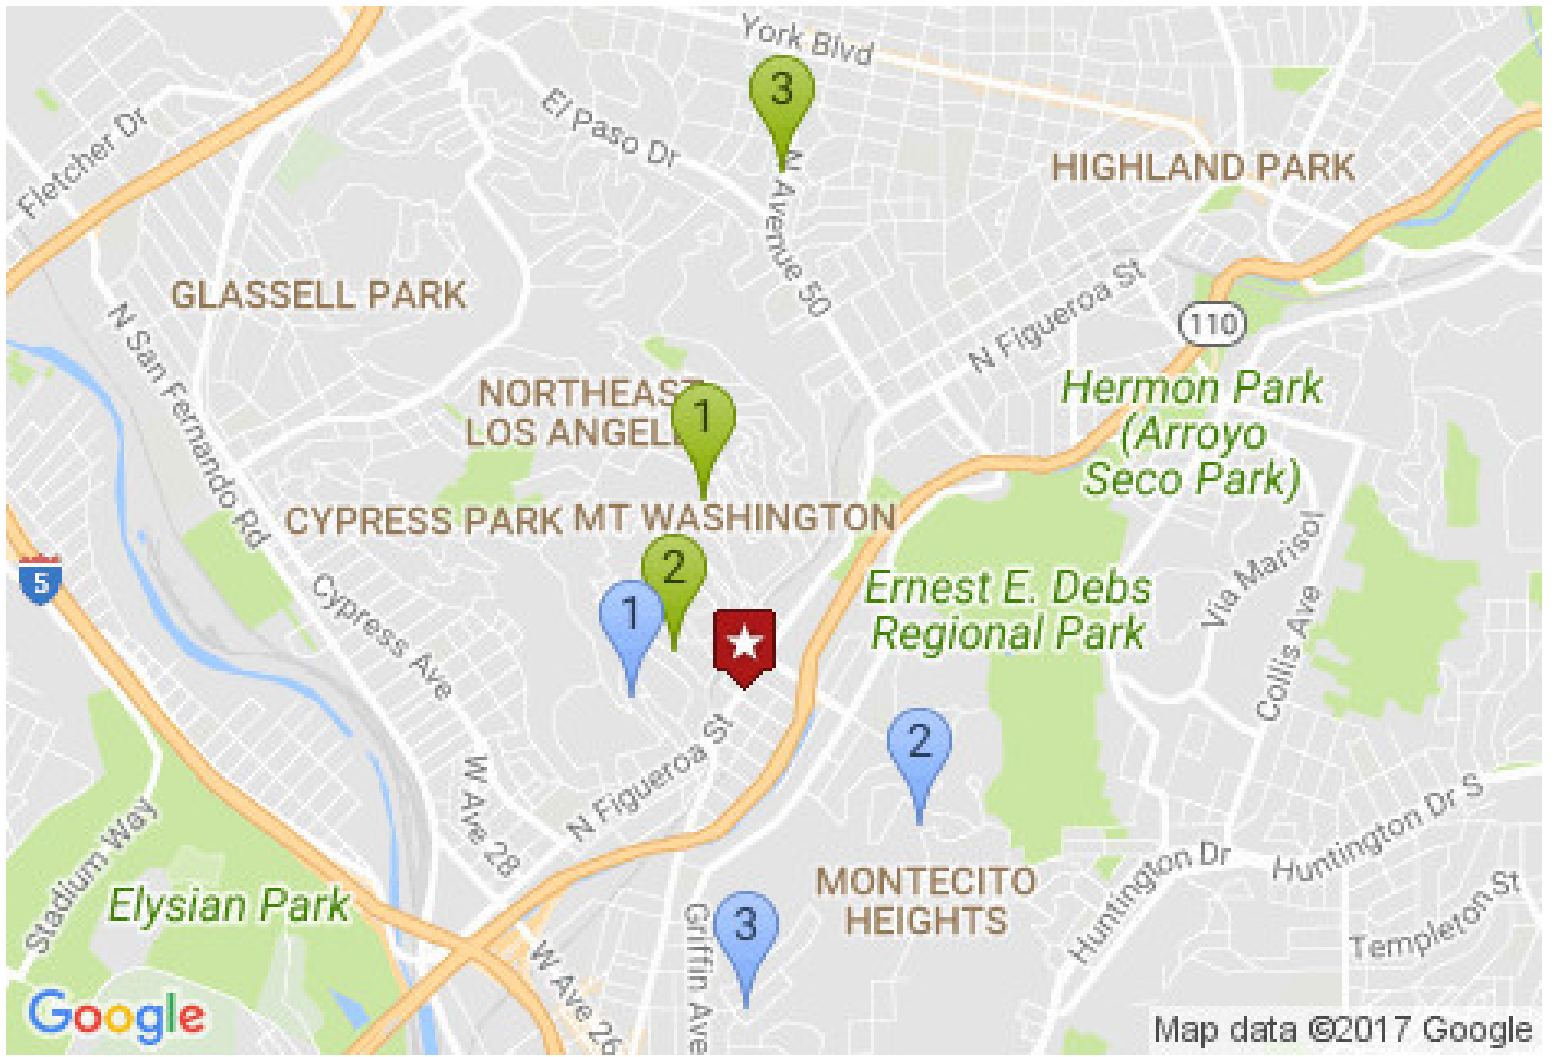 York Blvd
3
El Paso Dr
Fletcher Dr
HIGHLAND PARK
N Avenue 50
GLASSELL PARK
N Figueroa St
110
N San Fernando Rd
NORTHEAST
LOS ANGEL
1
Hermon Park
(Arroyo
Seco Park)
CYPRESS PARK
MT WASHINGTON
5
2
1
Ernest E. Debs
Regional Park
Via Marisol
Collis Ave
Cypress Ave
2
N Figueroa St
W Ave 28
Huntington Dr S
Huntington Dr
Stadium Way
Elysian Park
MONTECITO
HEIGHTS
3
Griffin Ave
Templeton St
W Ave 26
Google
Map data ©2017 Google